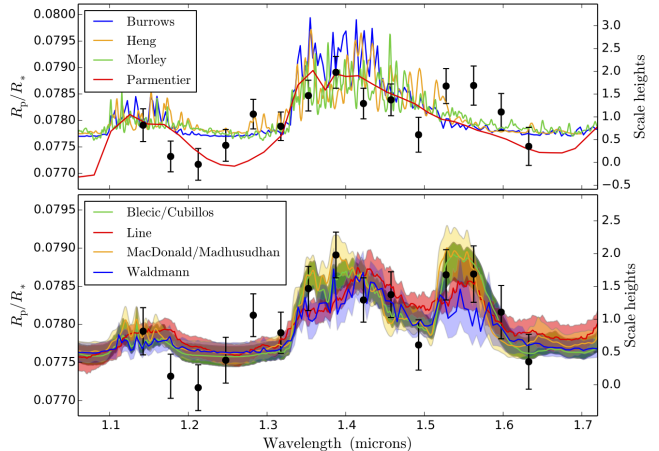 0.0800
0.0795
0.0790
0.0785
0.0780
0.0775
0.0770
Rp/R*
Burrows
Heng
Morley
Parmentier
3.0
2.5
2.0
1.5
1.0
0.5
0.0
−0.5
Scale heights
0.0795
0.0790
0.0785
0.0780
0.0775
0.0770
Rp/R*
Blecic/Cubillos
Line
MacDonald/Madhusudhan
Waldmann
2.5
2.0
1.5
1.0
0.5
0.0
Scale heights
1.1 1.2 1.3 1.4 1.5 1.6 1.7
Wavelength (microns)